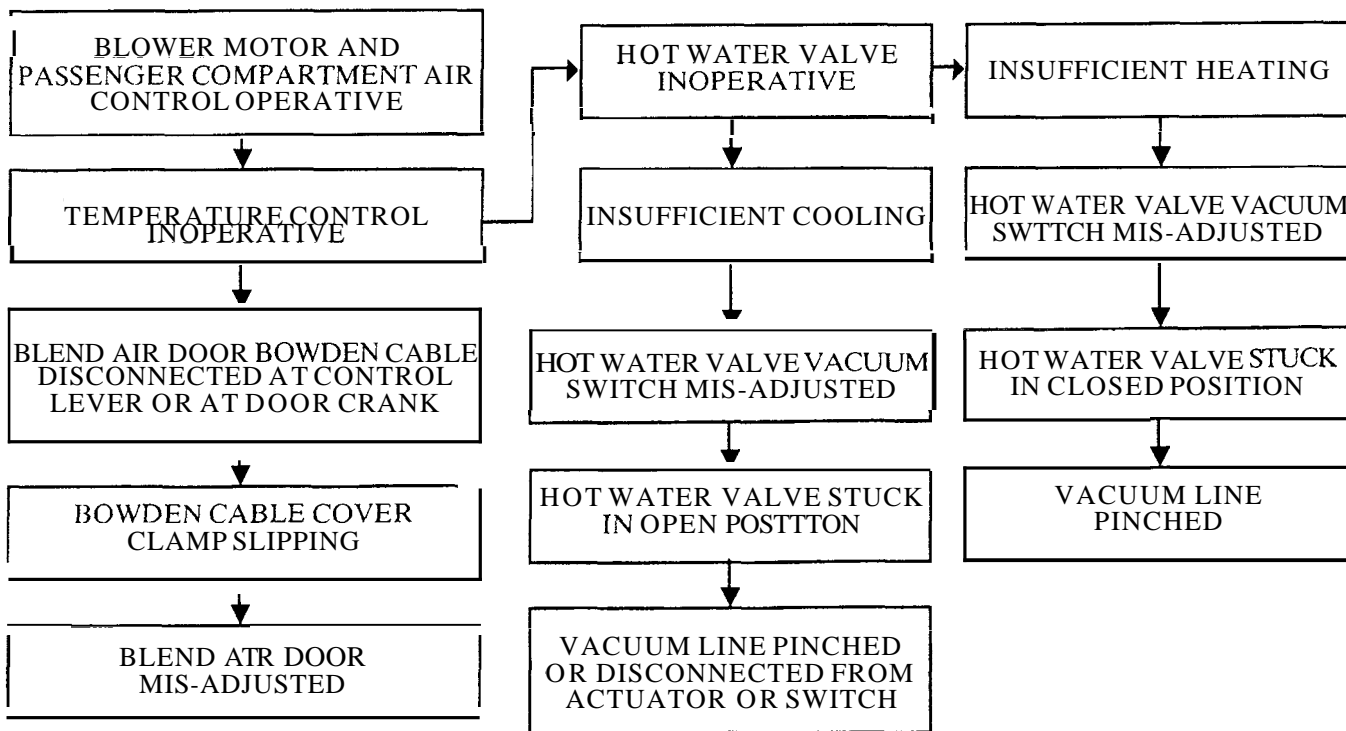 BLOWER MOTOR AND
PASSENGER COMPARTMENT AIR
CONTROL OPERATIVE
TEMPERATURE CONTROL
INOPERATIVE
BLEND AIR DOOR BOWDEN CABLE
DISCONNECTED AT CONTROL
LEVER OR AT DOOR CRANK
BOWDEN CABLE COVER
CLAMP SLIPPING
BLEND ATR DOOR
MIS-ADJUSTED
HOT WATER VALVE
INOPERATIVE
INSUFFICIENT COOLING
HOT WATER VALVE VACUUM
SWITCH MIS-ADJUSTED
HOT WATER VALVE STUCK
IN OPEN POSTTTON
VACUUM LINE PINCHED
OR DISCONNECTED FROM
ACTUATOR OR SWITCH
INSUFFICIENT HEATING
HOT WATER VALVE VACUUM
SWTTCH MIS-ADJUSTED
HOT WATER VALVE STUCK
IN CLOSED POSITION
VACUUM LINE
PINCHED